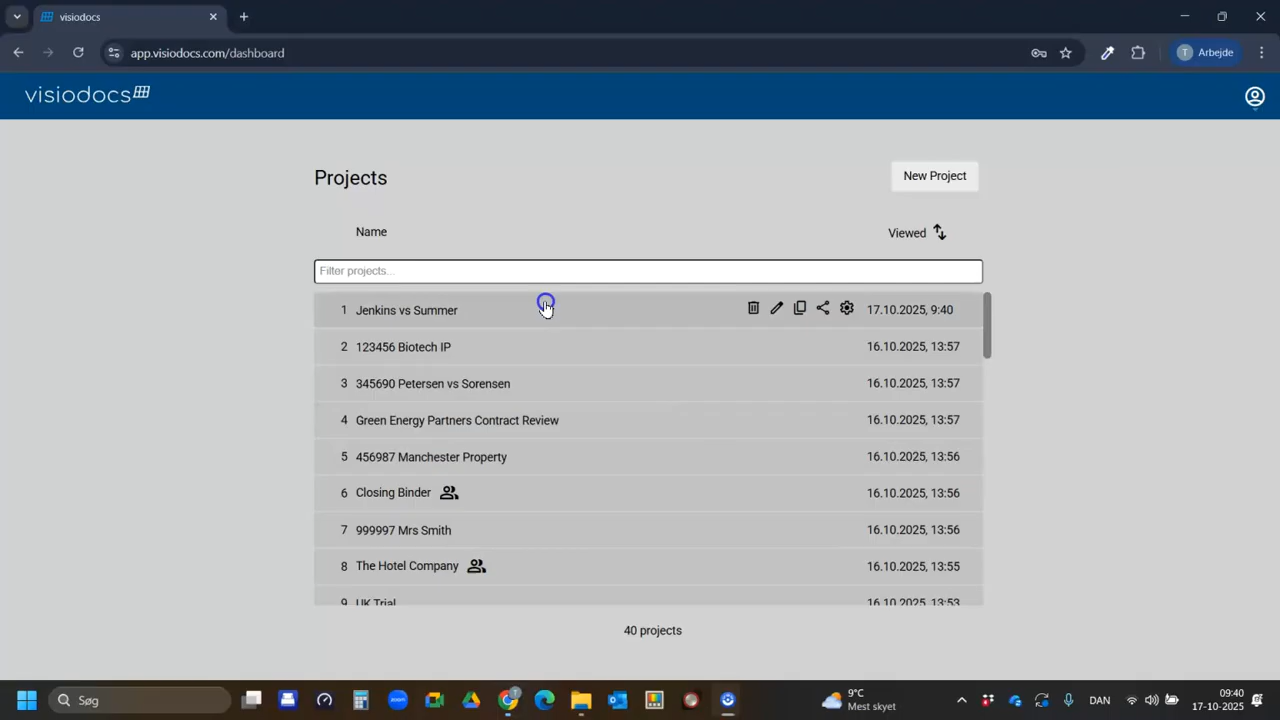 visiodocs
app.visiodocs.com/dashboard
T Arbejde
visiodocs
Projects
New Project
Name
Viewed
Filter projects...
1 Jenkins vs Summer 17.10.2025, 9:40
2 123456 Biotech IP 16.10.2025, 13:57
3 345690 Petersen vs Sorensen 16.10.2025, 13:57
4 Green Energy Partners Contract Review 16.10.2025, 13:57
5 456987 Manchester Property 16.10.2025, 13:56
6 Closing Binder 16.10.2025, 13:56
7 999997 Mrs Smith 16.10.2025, 13:56
8 The Hotel Company 16.10.2025, 13:55
9 UK Trial 16.10.2025, 13:53
40 projects
Søg
9°C
Mest skyet
DAN
09:40
17-10-2025